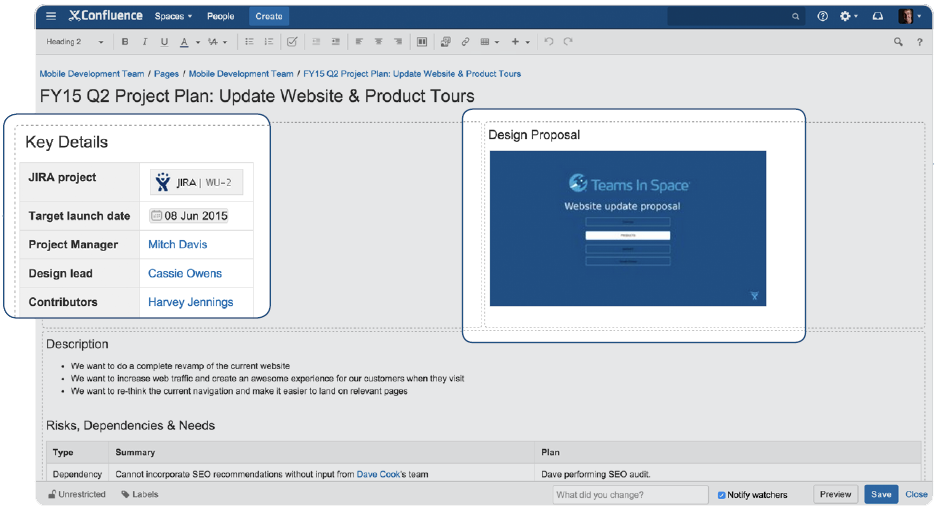 Confluence Spaces People Create
Heading 2 B I U A
Mobile Development Team / Pages / Mobile Development Team / FY15 Q2 Project Plan: Update Website & Product Tours
FY15 Q2 Project Plan: Update Website & Product Tours
Key Details
JIRA project JIRA | WU-2
Target launch date 08 Jun 2015
Project Manager Mitch Davis
Design lead Cassie Owens
Contributors Harvey Jennings
Design Proposal
Teams In Space
Website update proposal
Description
• We want to do a complete revamp of the current website
• We want to increase web traffic and create an awesome experience for our customers when they visit
• We want to re-think the current navigation and make it easier to land on relevant pages
Risks, Dependencies & Needs
Type Summary Plan
Dependency Cannot incorporate SEO recommendations without input from Dave Cook's team Dave performing SEO audit.
Unrestricted Labels What did you change? Notify watchers Preview Save Close